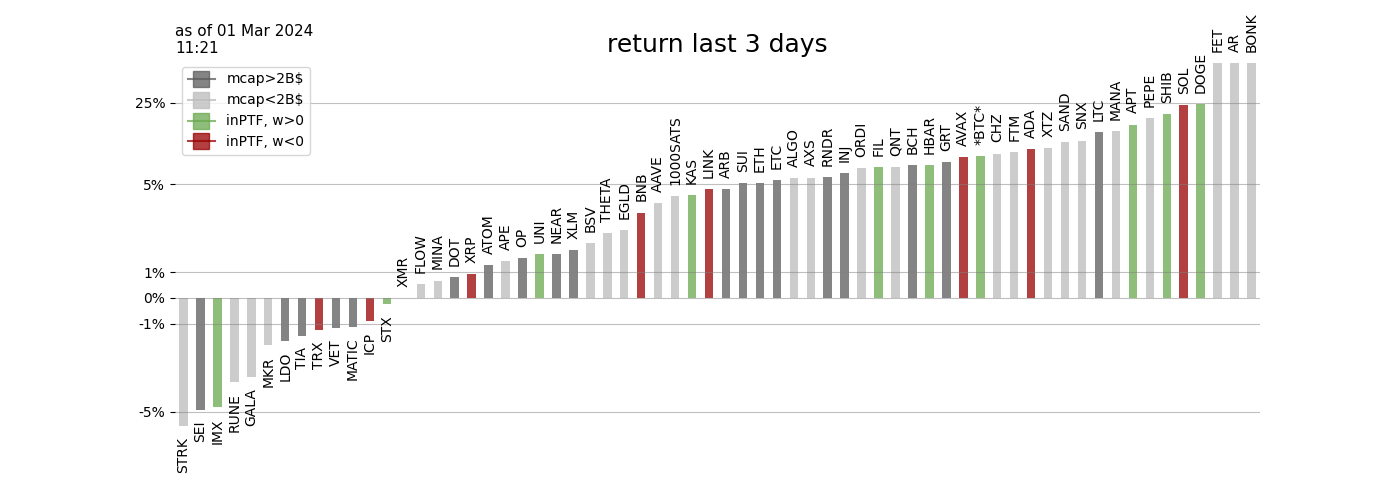 as of 01 Mar 2024
11:21
return last 3 days
mcap>2B$
mcap<2B$
inPTF, w>0
inPTF, w<0
25%
5%
1%
0%
-1%
-5%
STRK
SEI
IMX
RUNE
GALA
MKR
LDO
TIA
TRX
VET
MATIC
ICP
STX
XMR
FLOW
MINA
DOT
XRP
ATOM
APE
OP
UNI
NEAR
XLM
BSV
THETA
EGLD
BNB
AAVE
1000SATS
KAS
LINK
ARB
SUI
ETH
ETC
ALGO
AXS
RNDR
INJ
ORDI
FIL
QNT
BCH
HBAR
GRT
AVAX
*BTC*
CHZ
FTM
ADA
XTZ
SAND
SNX
LTC
MANA
APT
PEPE
SHIB
SOL
DOGE
FET
AR
BONK